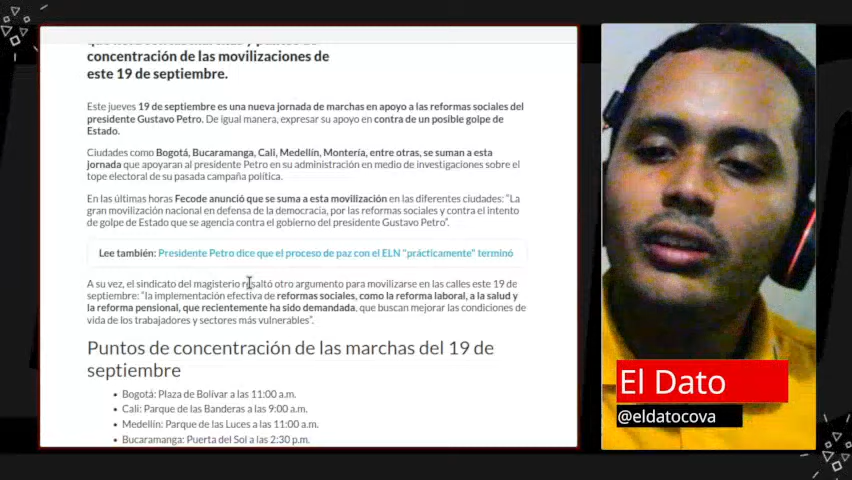 concentración de las movilizaciones de
este 19 de septiembre.
Este jueves 19 de septiembre es una nueva jornada de marchas en apoyo a las reformas sociales del
presidente Gustavo Petro. De igual manera, expresar su apoyo en contra de un posible golpe de
Estado.
Ciudades como Bogotá, Bucaramanga, Cali, Medellín, Montería, entre otras, se suman a esta
jornada que apoyaran al presidente Petro en su administración en medio de investigaciones sobre el
tope electoral de su pasada campaña política.
En las últimas horas Fecode anunció que se suma a esta movilización en las diferentes ciudades: “La
gran movilización nacional en defensa de la democracia, por las reformas sociales y contra el intento
de golpe de Estado que se agencia contra el gobierno del presidente Gustavo Petro”.
Lee también: Presidente Petro dice que el proceso de paz con el ELN "prácticamente" terminó
A su vez, el sindicato del magisterio resaltó otro argumento para movilizarse en las calles este 19 de
septiembre: “la implementación efectiva de reformas sociales, como la reforma laboral, a la salud y
la reforma pensional, que recientemente ha sido demandada, que buscan mejorar las condiciones de
vida de los trabajadores y sectores más vulnerables”.
Puntos de concentración de las marchas del 19 de
septiembre
• Bogotá: Plaza de Bolívar a las 11:00 a.m.
• Cali: Parque de las Banderas a las 9:00 a.m.
• Medellín: Parque de las Luces a las 11:00 a.m.
• Bucaramanga: Puerta del Sol a las 2:30 p.m.
El Dato
@eldatocova